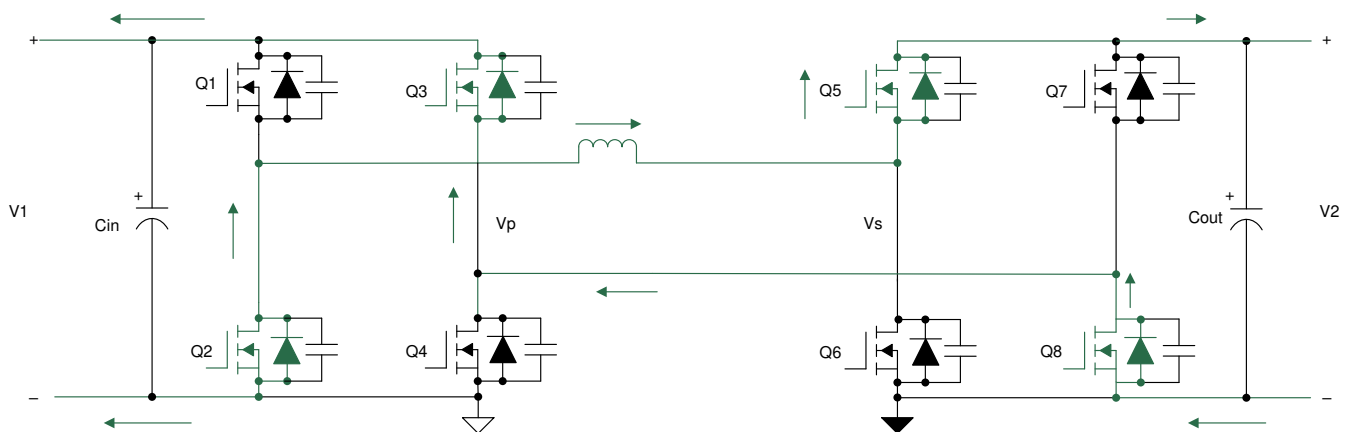 + Q1 Q3 Q5 Q7 +
+ +
V1 Cin Vp Vs Cout V2
Q2 Q4 Q6 Q8
– –